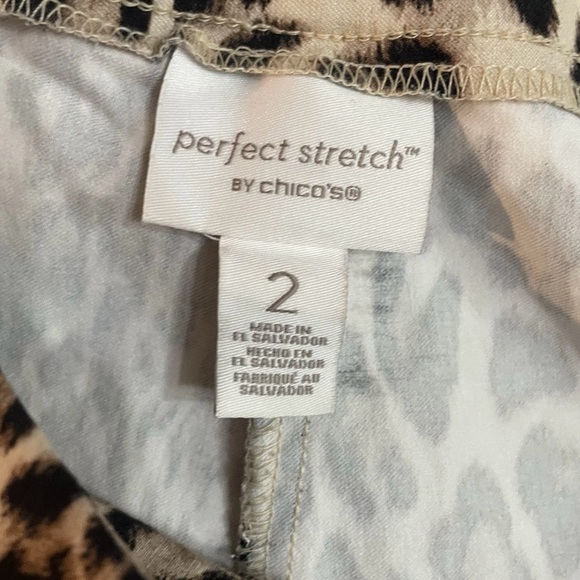 perfect stretch™
BY chico's®
2
MADE IN
EL SALVADOR
HECHO EN
EL SALVADOR
FABRIQUÉ AU
SALVADOR